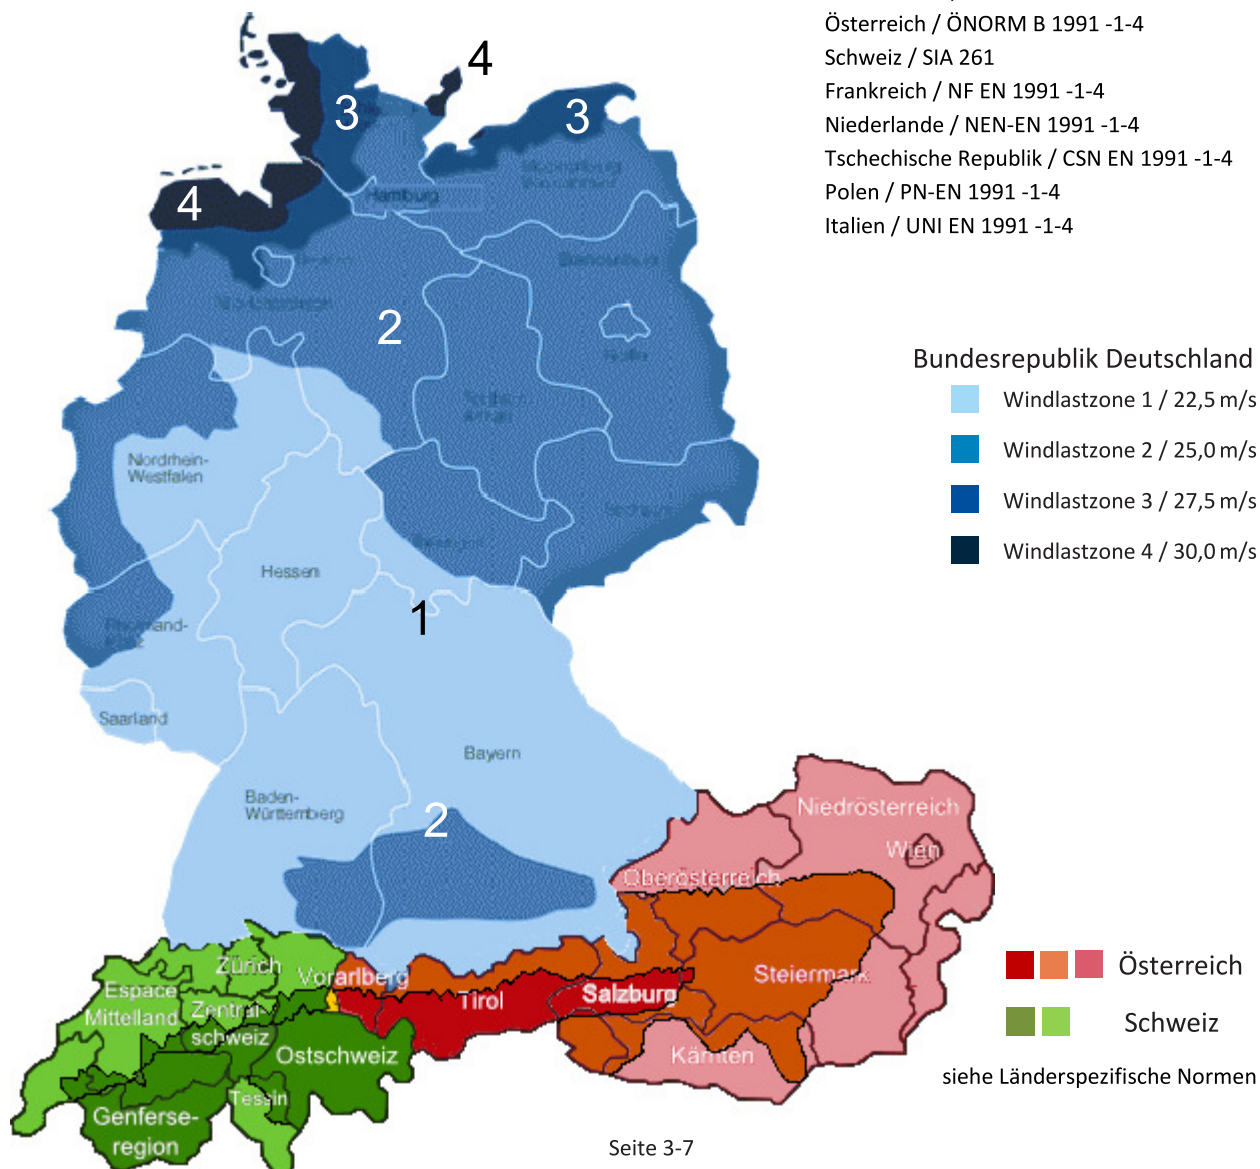 Österreich / ÖNORM B 1991 -1-4
Schweiz / SIA 261
Frankreich / NF EN 1991 -1-4
Niederlande / NEN-EN 1991 -1-4
Tschechische Republik / CSN EN 1991 -1-4
Polen / PN-EN 1991 -1-4
Italien / UNI EN 1991 -1-4
4
3
3
4
Hamburg
2
Bundesrepublik Deutschland
Windlastzone 1 / 22,5 m/s
Windlastzone 2 / 25,0 m/s
Windlastzone 3 / 27,5 m/s
Windlastzone 4 / 30,0 m/s
Nordrhein-
Westfalen
Hessen
1
Saarland
Bayern
Baden-
Württemberg
2
Niedrösterreich
Wien
Oberösterreich
Zürich
Vorarlberg
Espace
Mittelland
Zentral-
schweiz
Tirol
Salzburg
Steiermark
Ostschweiz
Kärnten
Tessin
Genferse-
region
Österreich
Schweiz
siehe Länderspezifische Normen
Seite 3-7